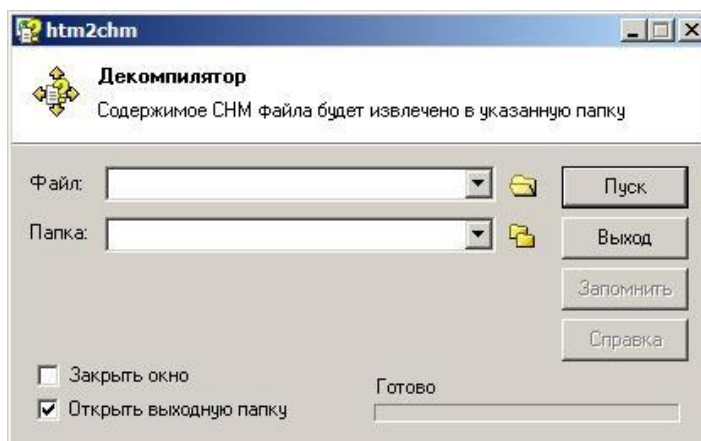 htm2chm
Декомпилятор
Содержимое CHM файла будет извлечено в указанную папку
Файл:
Пуск
Папка:
Выход
Запомнить
Справка
Закрыть окно
Готово
Открыть выходную папку